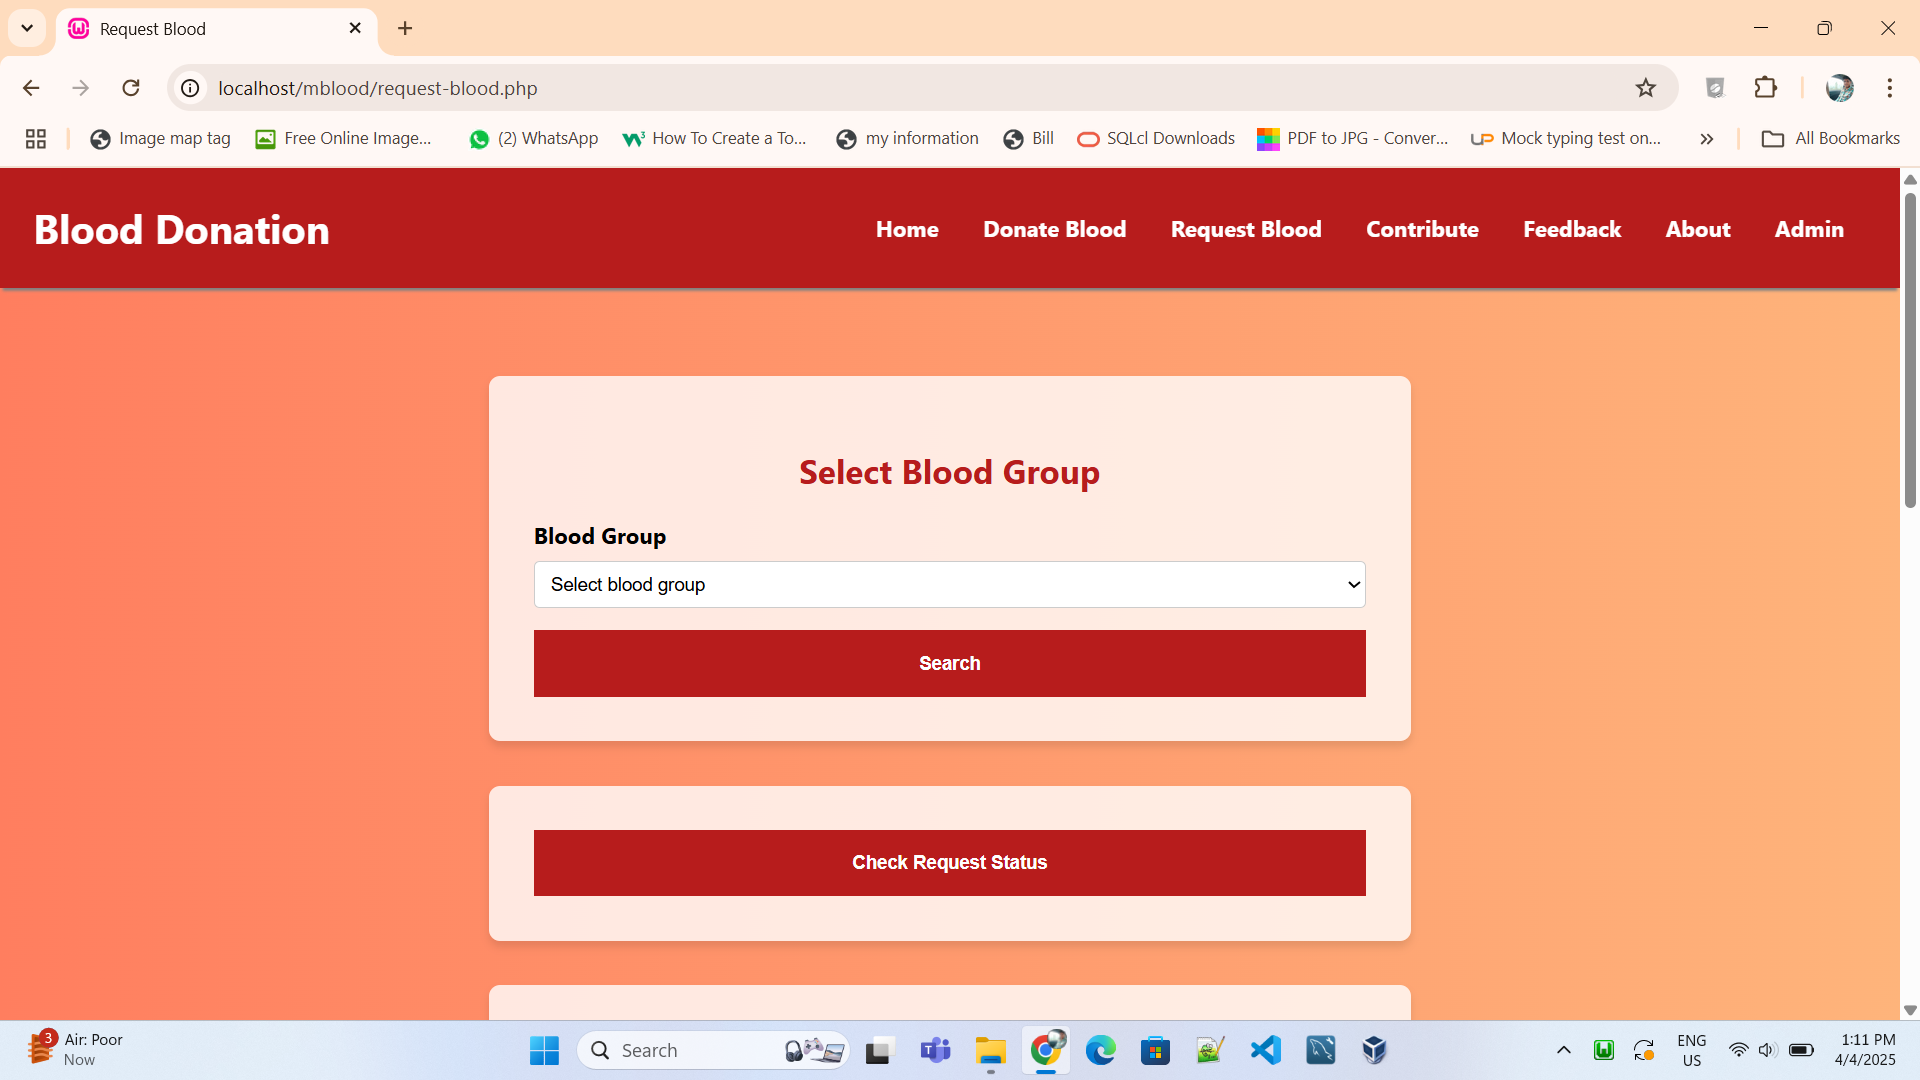 Request Blood
localhost/mblood/request-blood.php
Image map tag
Free Online Image...
(2) WhatsApp
How To Create a To...
my information
Bill
SQLcl Downloads
PDF to JPG - Conver...
Mock typing test on...
All Bookmarks
Blood Donation
Home
Donate Blood
Request Blood
Contribute
Feedback
About
Admin
Select Blood Group
Blood Group
Select blood group
Search
Check Request Status
3
Air: Poor
Now
Search
ENG
US
1:11 PM
4/4/2025